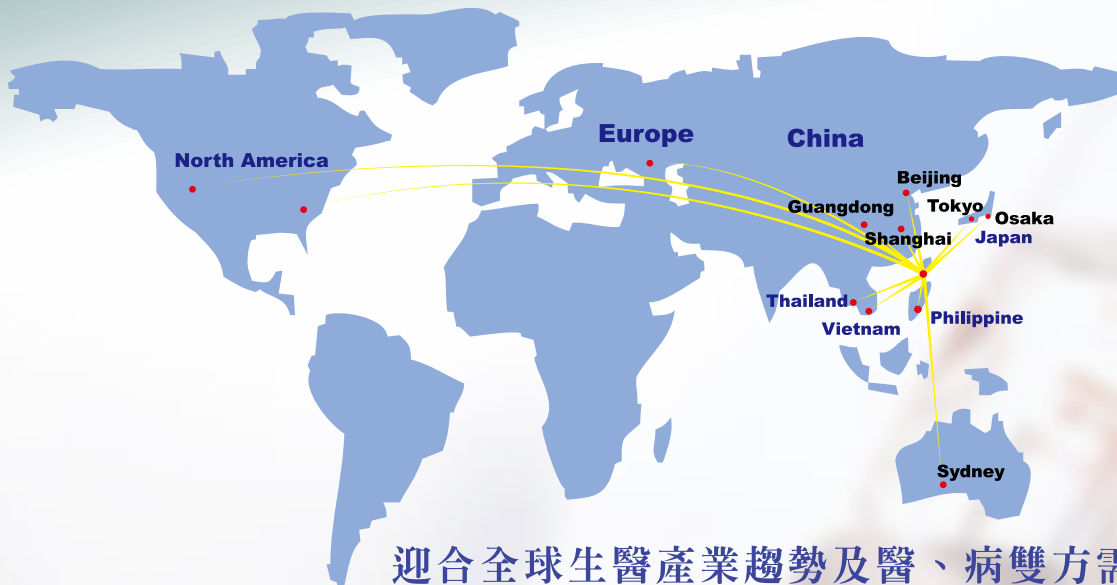 Europe
China
North America
Beijing
Guangdong
Tokyo
Osaka
Shanghai
Japan
Thailand
Philippine
Vietnam
Sydney
迎合全球生醫產業趨勢及醫、病雙方需